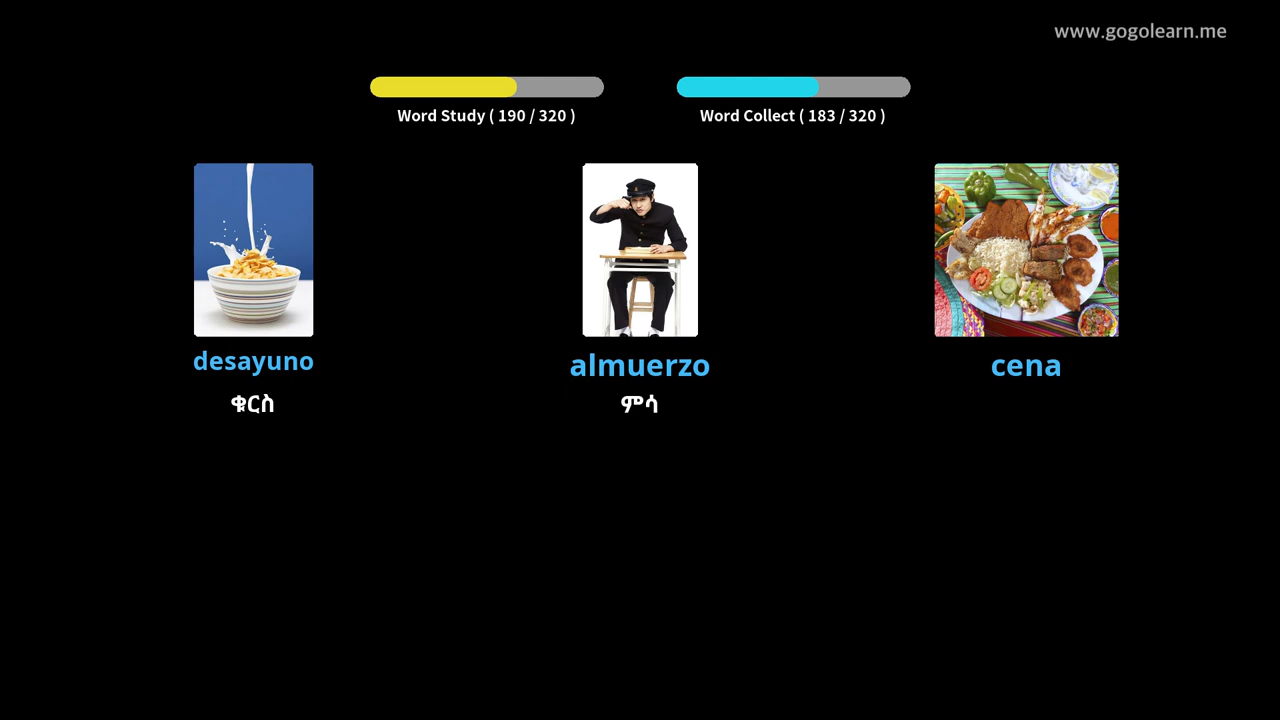 www.gogolearn.me
Word Study ( 190 / 320 )
Word Collect ( 183 / 320 )
desayuno
ቁርስ
almuerzo
ምሳ
cena